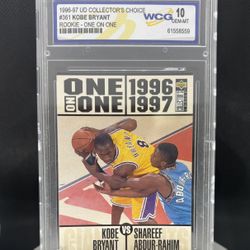 1996-97 UD COLLECTOR'S CHOICE
#361 KOBE BRYANT
ROOKIE - ONE ON ONE
WCG
10
GEM-MT
61558559
ONE ON ONE
1996
1997
KOBE BRYANT
VS
SHAREEF ABDUR-RAHIM